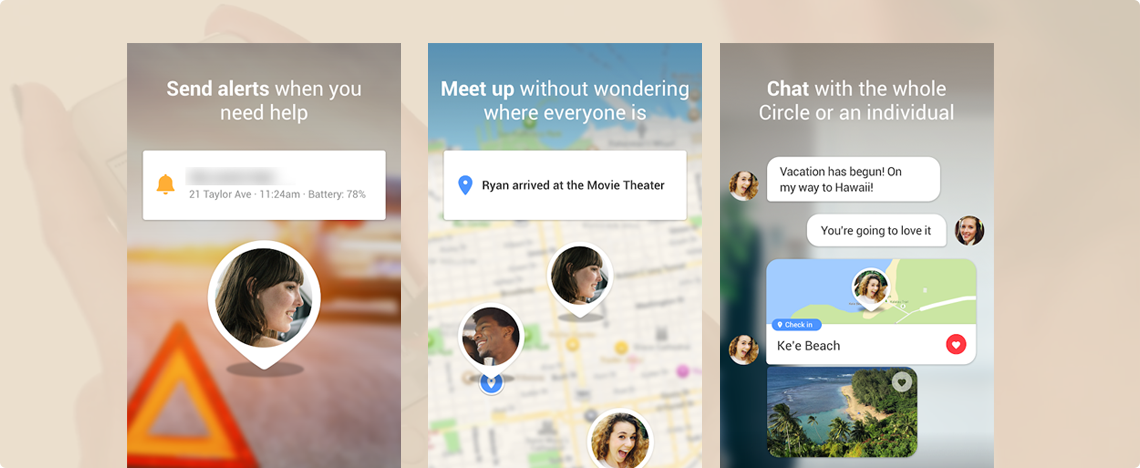 Send alerts when you
need help
21 Taylor Ave · 11:24am · Battery: 78%
Meet up without wondering
where everyone is
Ryan arrived at the Movie Theater
Chat with the whole
Circle or an individual
Vacation has begun! On
my way to Hawaii!
You're going to love it
Check in
Ke'e Beach